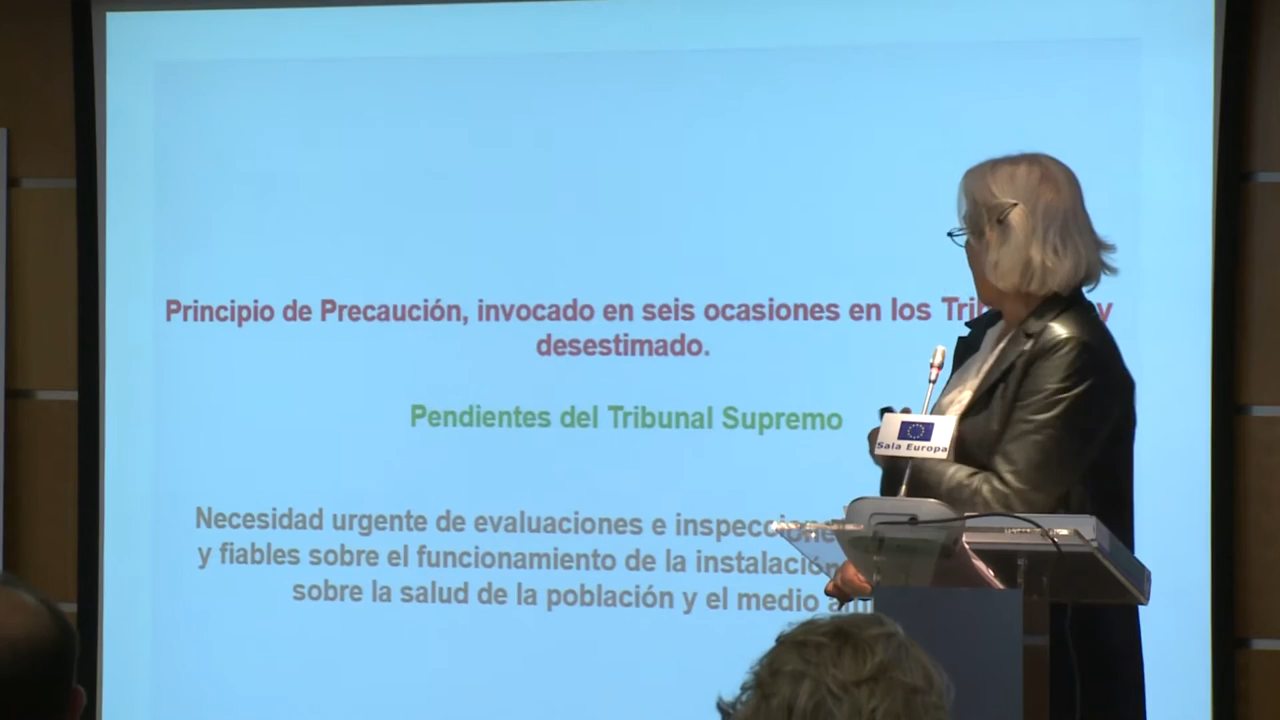 Principio de Precaución, invocado en seis ocasiones en los y
desestimado.
Pendientes del Tribunal Supremo
Necesidad urgente de evaluaciones e
y fiables sobre el funcionamiento de la instalación
sobre la salud de la población y el medio
Sala Europa